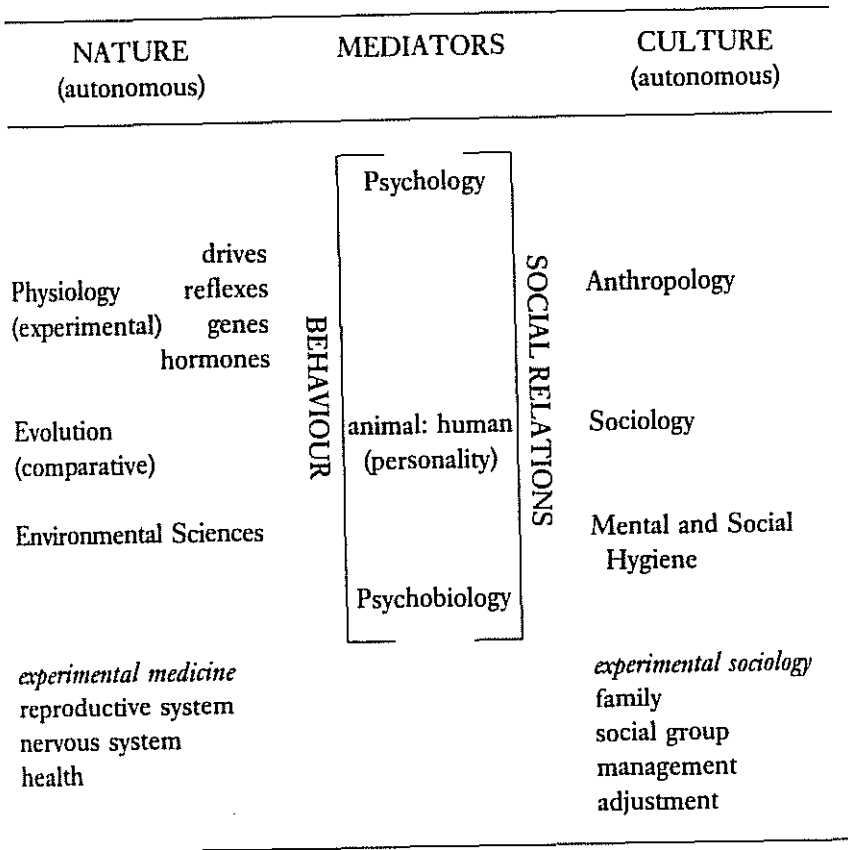 NATURE MEDIATORS CULTURE
(autonomous) (autonomous)
Psychology
drives
Physiology reflexes
(experimental) genes
hormones
BEHAVIOUR
SOCIAL RELATIONS
Anthropology
Evolution
(comparative)
animal: human
(personality)
Sociology
Environmental Sciences
Mental and Social
Hygiene
Psychobiology
experimental medicine
reproductive system
nervous system
health
experimental sociology
family
social group
management
adjustment